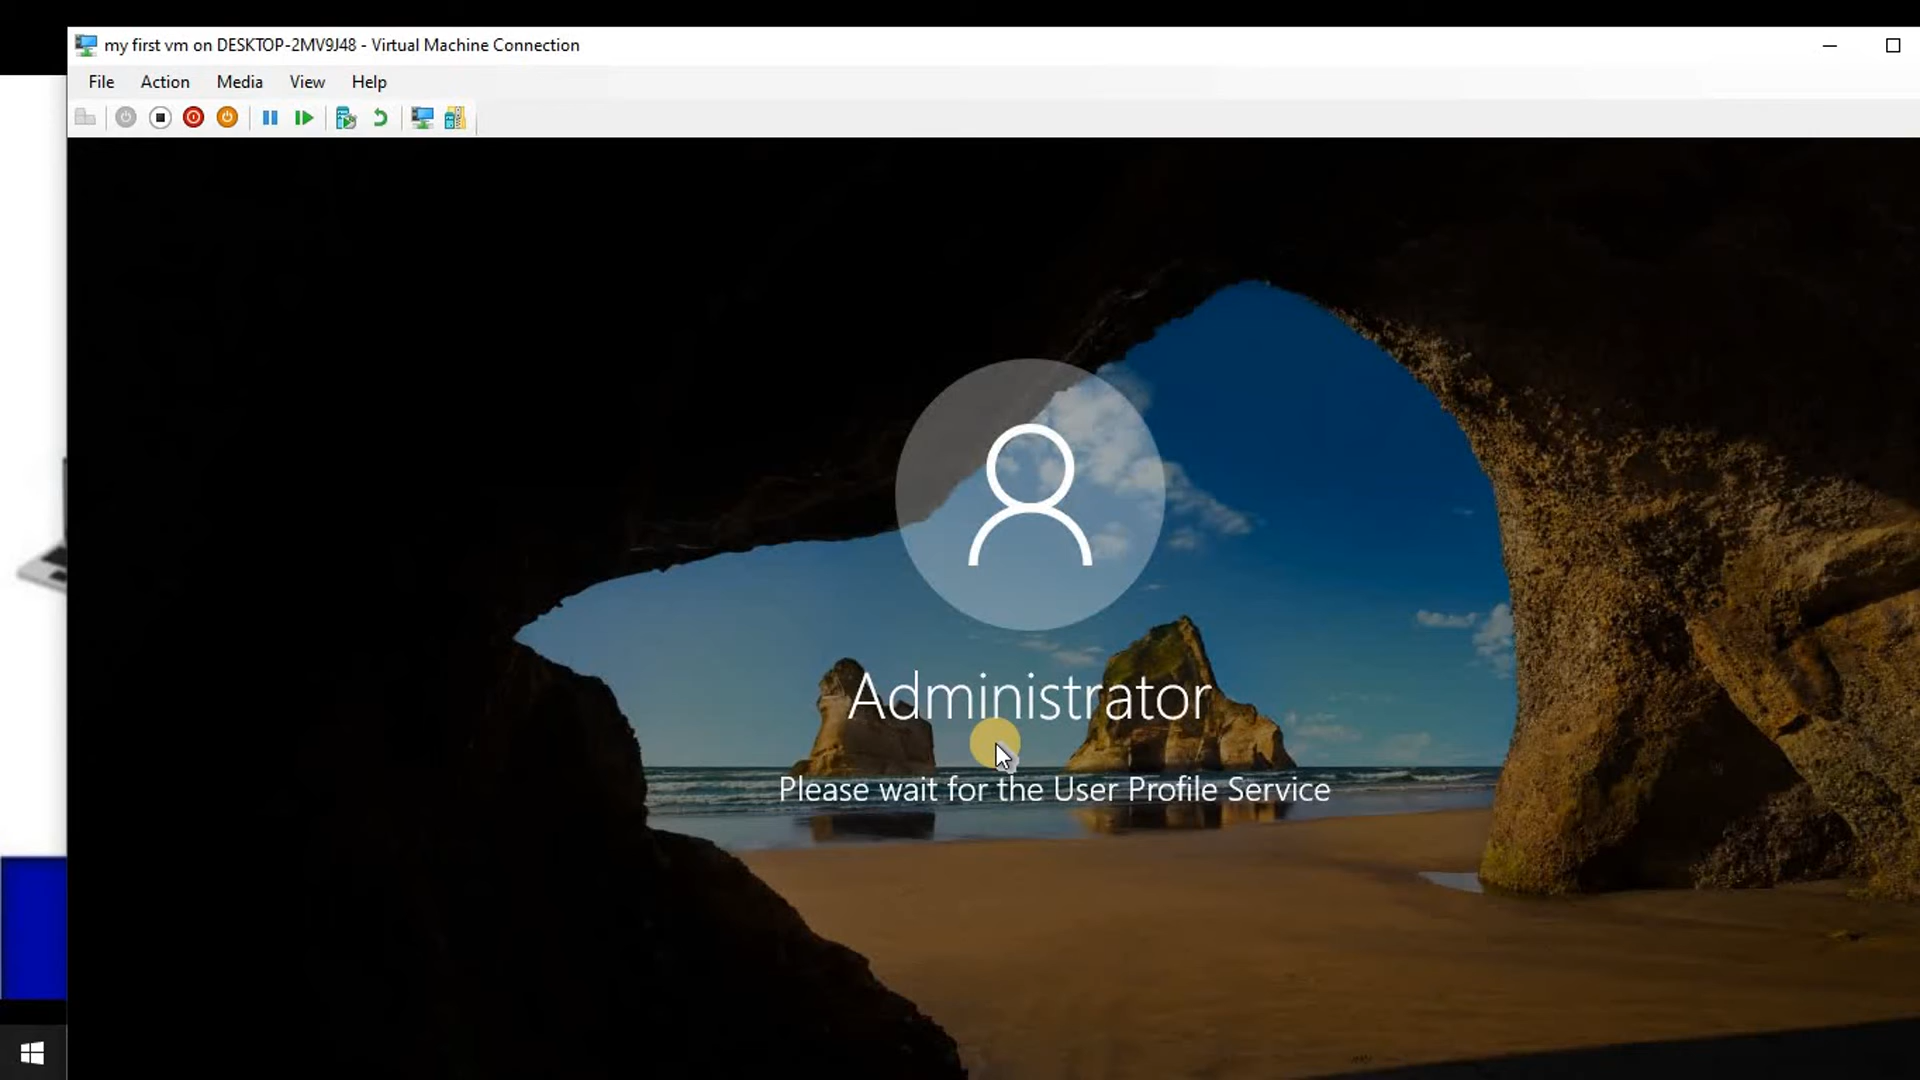 my first vm on DESKTOP-2MV9J48 - Virtual Machine Connection
File Action Media View Help
Administrator
Please wait for the User Profile Service